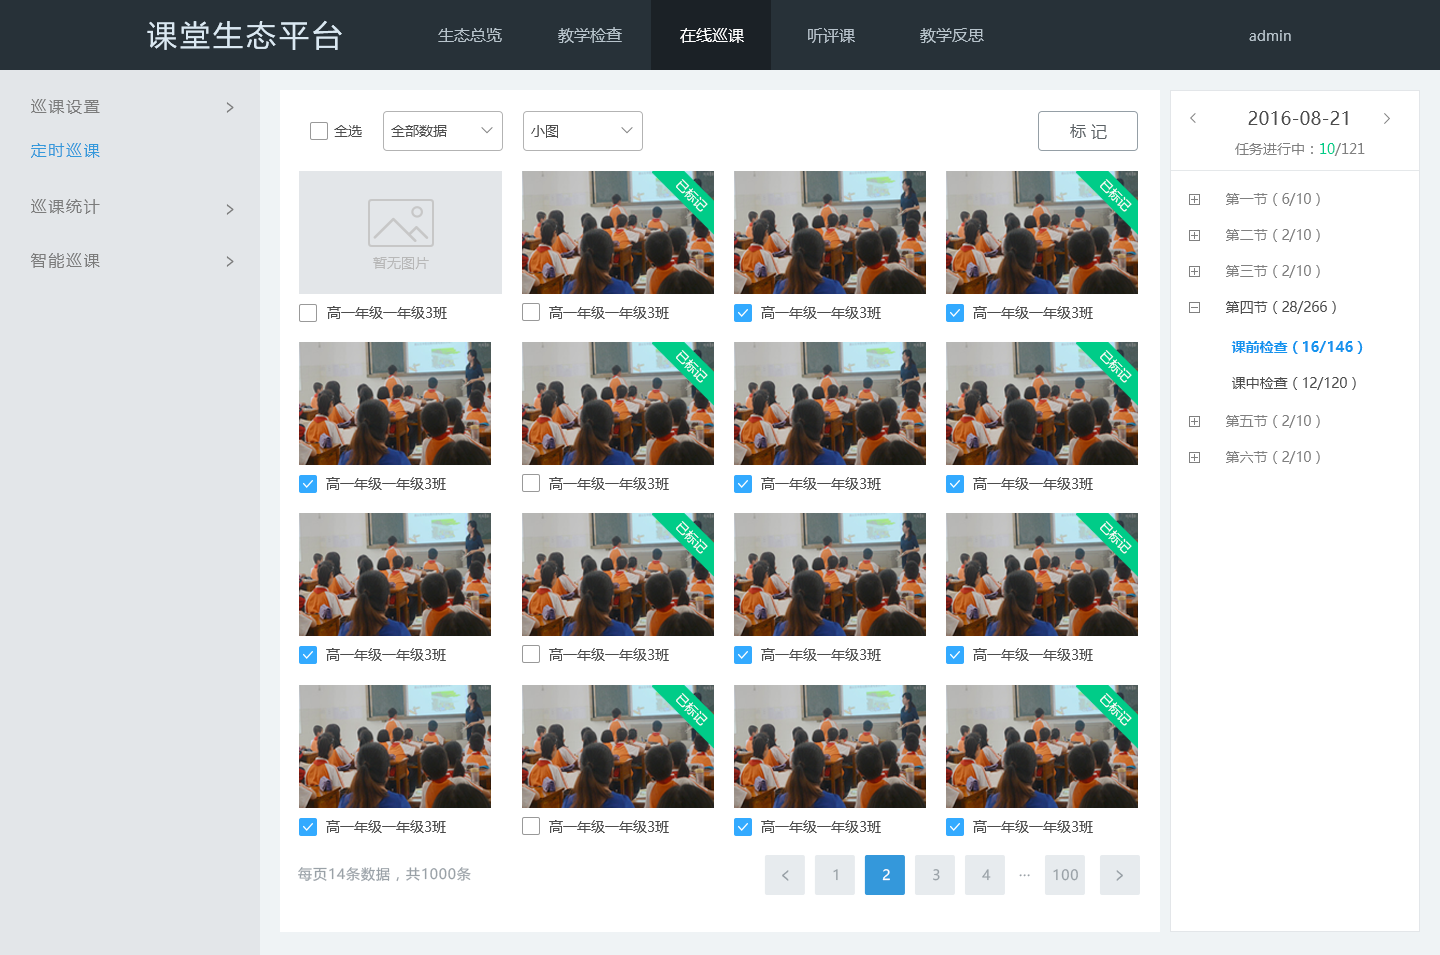 课堂生态平台 生态总览 教学检查 在线巡课 听评课 教学反思 admin
巡课设置 >
定时巡课
巡课统计 >
智能巡课 >
全选 全部数据 小图 标 记
暂无图片 已标记 已标记
高一年级一年级3班 高一年级一年级3班 高一年级一年级3班 高一年级一年级3班
已标记 已标记
高一年级一年级3班 高一年级一年级3班 高一年级一年级3班 高一年级一年级3班
已标记 已标记
高一年级一年级3班 高一年级一年级3班 高一年级一年级3班 高一年级一年级3班
已标记 已标记
高一年级一年级3班 高一年级一年级3班 高一年级一年级3班 高一年级一年级3班
每页14条数据，共1000条 < 1 2 3 4 ... 100 >
< 2016-08-21 >
任务进行中：10/121
第一节（6/10）
第二节（2/10）
第三节（2/10）
第四节（28/266）
课前检查（16/146）
课中检查（12/120）
第五节（2/10）
第六节（2/10）